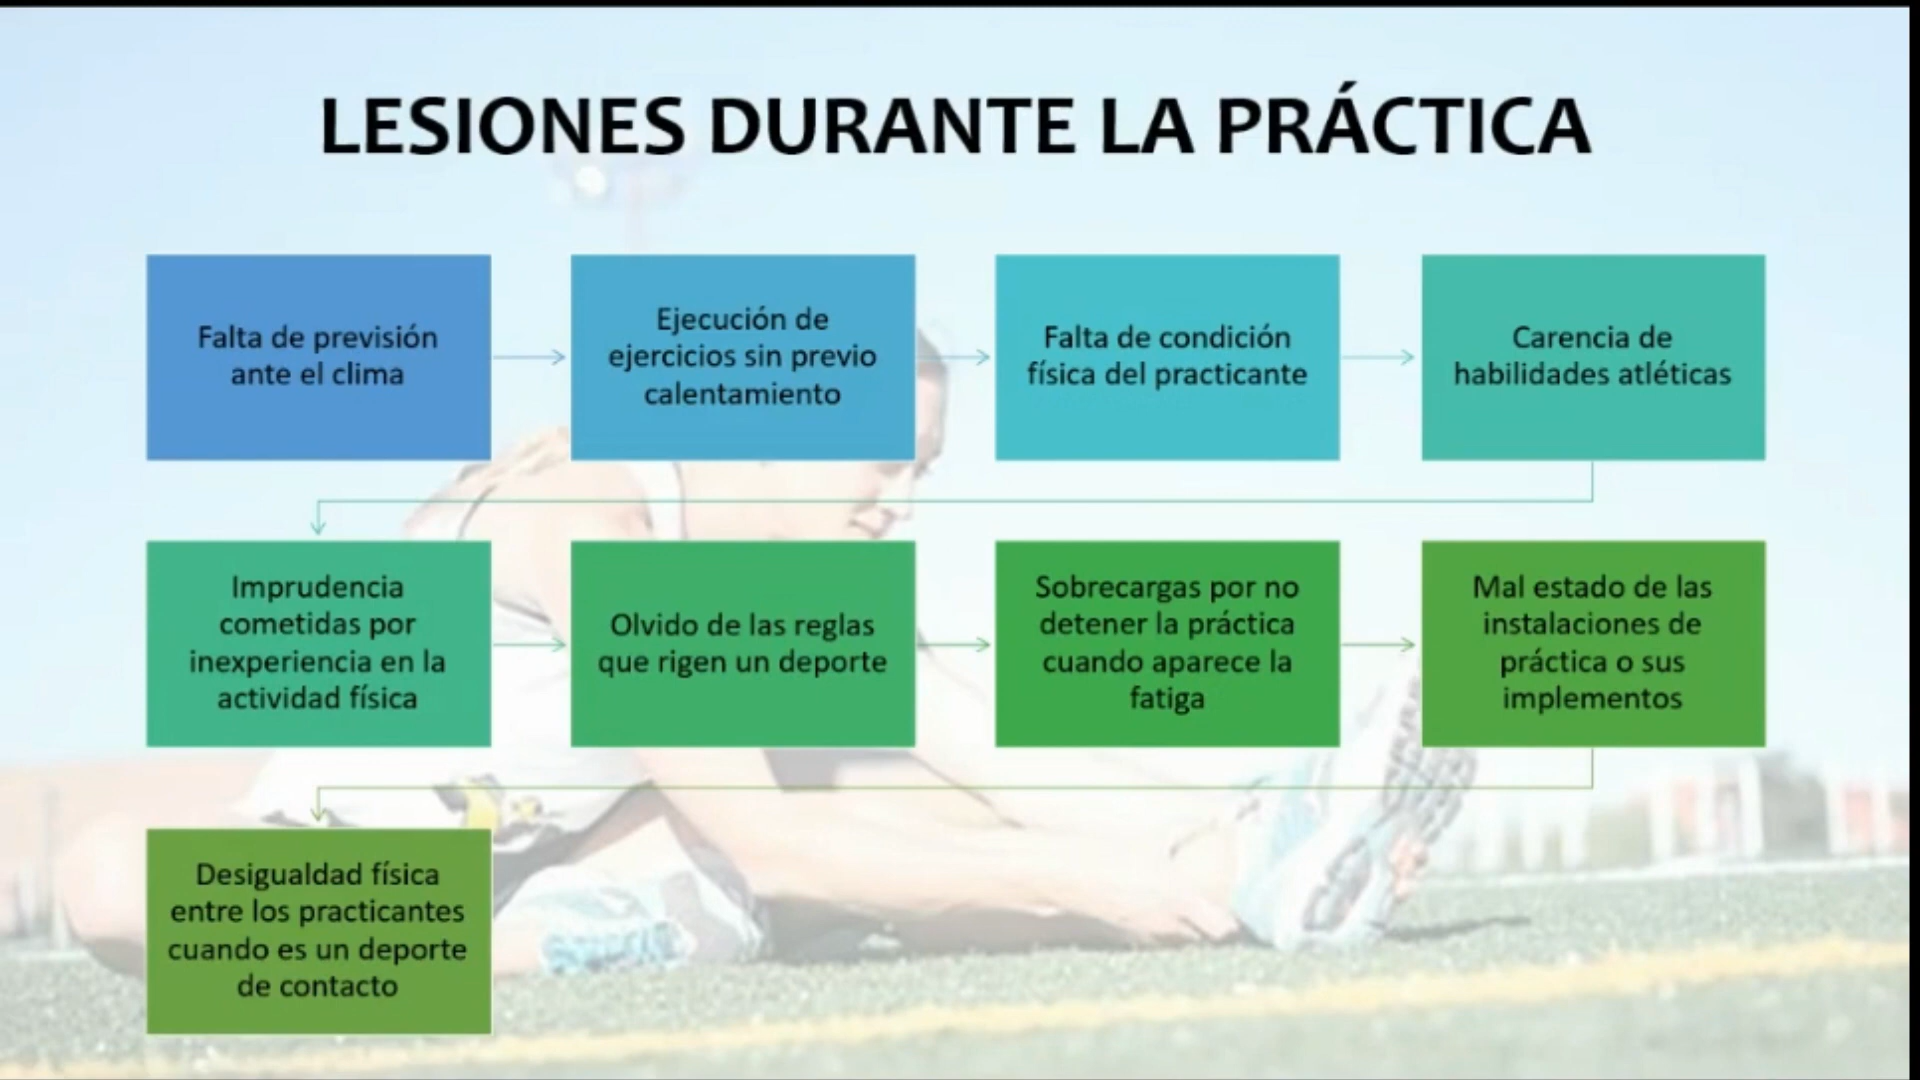 LESIONES DURANTE LA PRÁCTICA
Falta de previsión
ante el clima
Ejecución de
ejercicios sin previo
calentamiento
Falta de condición
física del practicante
Carencia de
habilidades atléticas
Imprudencia
cometidas por
inexperiencia en la
actividad física
Olvido de las reglas
que rigen un deporte
Sobrecargas por no
detener la práctica
cuando aparece la
fatiga
Mal estado de las
instalaciones de
práctica o sus
implementos
Desigualdad física
entre los practicantes
cuando es un deporte
de contacto